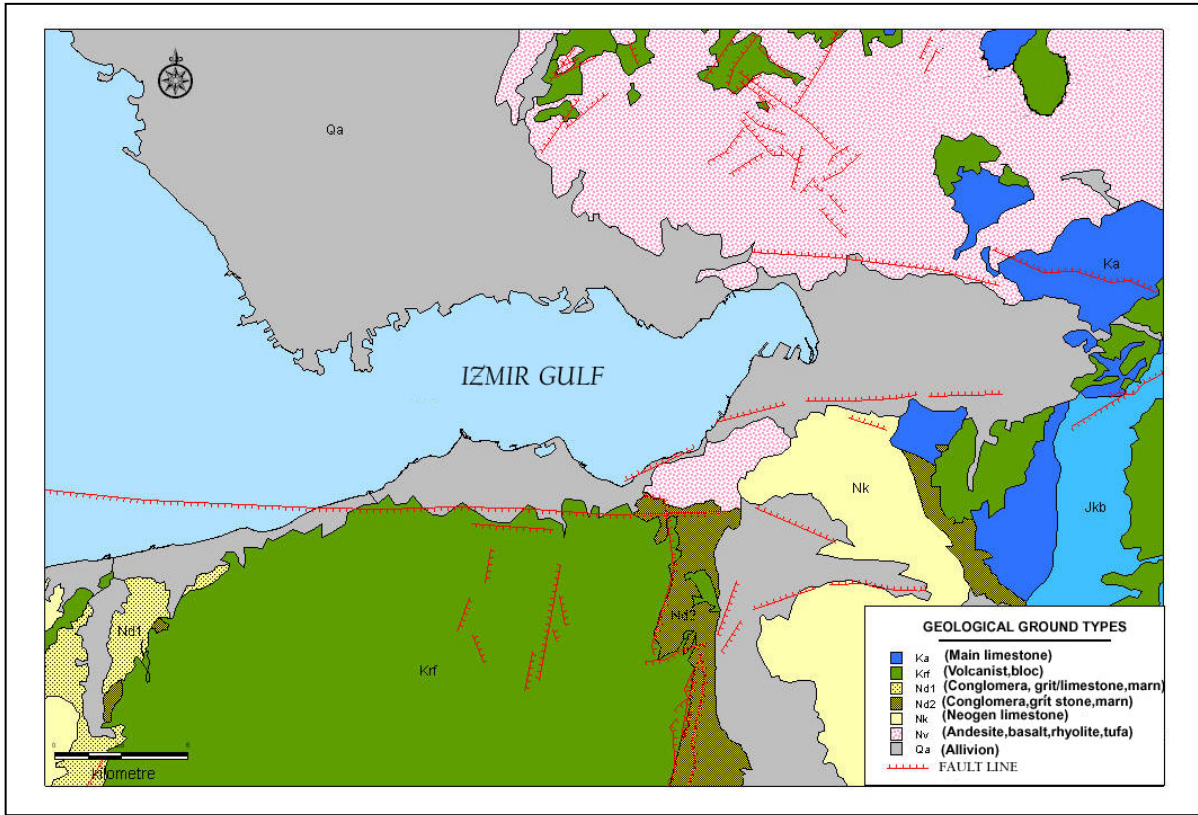 Qa
Ka
IZMIR GULF
Nk
Jkb
Nd1
Nd2
Krf
kilometre
GEOLOGICAL GROUND TYPES
Ka (Main limestone)
Krf (Volcanist,bloc)
Nd1 (Conglomera, grit/limestone,marn)
Nd2 (Conglomera,grít stone,marn)
Nk (Neogen limestone)
Nv (Andesite,basalt,rhyolite,tufa)
Qa (Allivion)
FAULT LINE